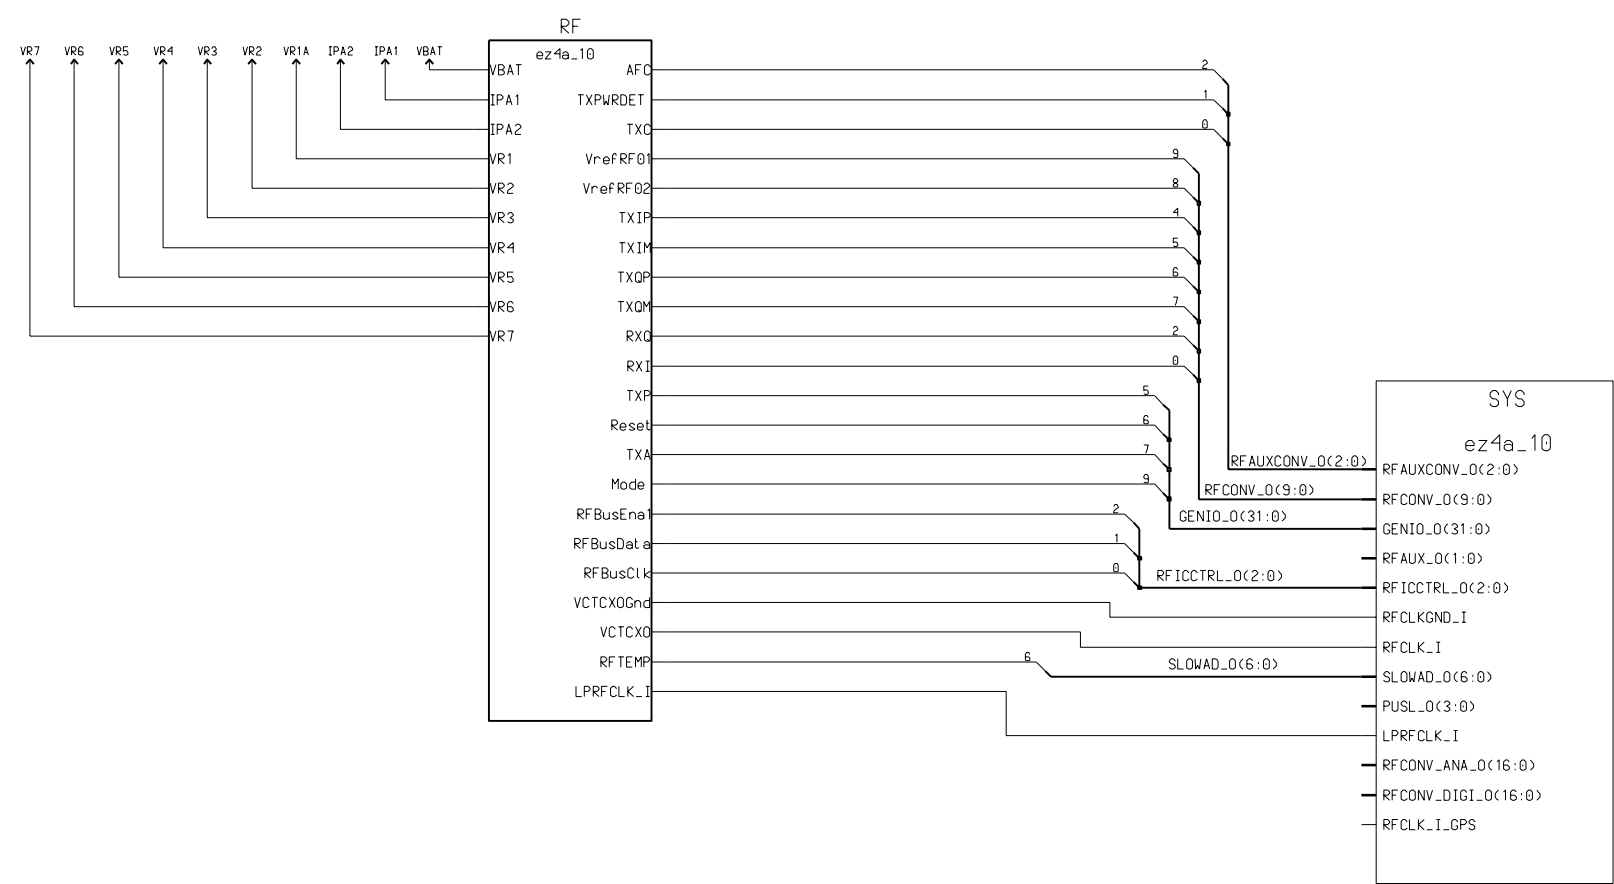 RF
VR7 VR6 VR5 VR4 VR3 VR2 VR1A IPA2 IPA1 VBAT
ez4a_10
VBAT AFC 2
IPA1 TXPWRDET 1
IPA2 TXC 0
VR1 VrefRF01 9
VR2 VrefRF02 8
VR3 TXIP 4
VR4 TXIM 5
VR5 TXQP 6
VR6 TXQM 7
VR7 RXQ 2
RXI 0
TXP 5
Reset 6
TXA 7
Mode 9
RFBusEna1 2
RFBusData 1
RFBusClk 0
VCTCXOGnd
VCTCXO
RFTEMP 6
LPRFCLK_I
SYS
ez4a_10
RFAUXCONV_O(2:0) RFAUXCONV_O(2:0)
RFCONV_O(9:0) RFCONV_O(9:0)
GENIO_O(31:0) GENIO_O(31:0)
RFAUX_O(1:0)
RFICCTRL_O(2:0) RFICCTRL_O(2:0)
RFCLKGND_I
RFCLK_I
SLOWAD_O(6:0) SLOWAD_O(6:0)
PUSL_O(3:0)
LPRFCLK_I
RFCONV_ANA_O(16:0)
RFCONV_DIGI_O(16:0)
RFCLK_I_GPS